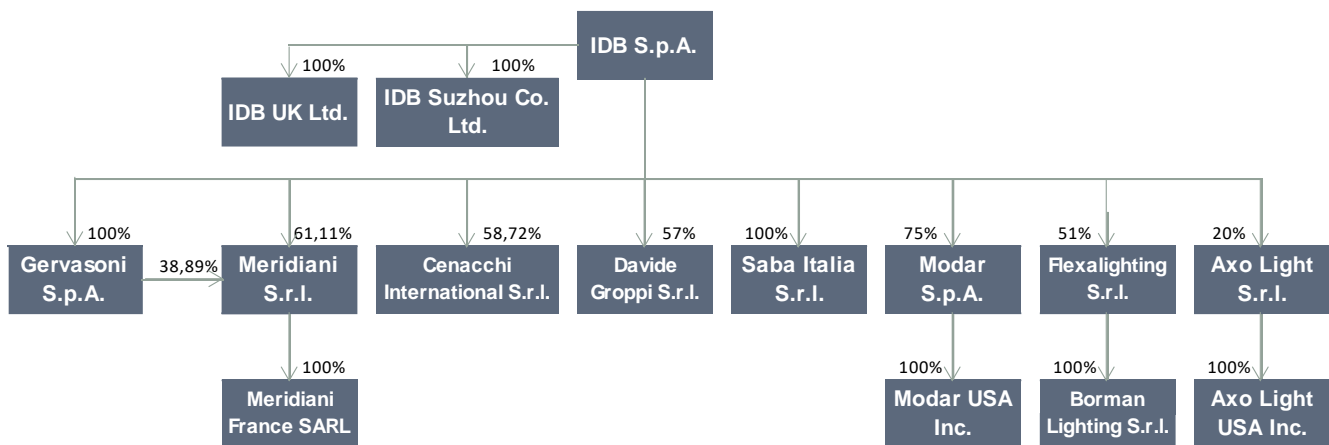 IDB S.p.A.
100%
100%
IDB UK Ltd.
IDB Suzhou Co.
Ltd.
100%
61,11%
58,72%
57%
100%
75%
51%
20%
38,89%
Gervasoni
S.p.A.
Meridiani
S.r.l.
Cenacchi
International S.r.l.
Davide
Groppi S.r.l.
Saba Italia
S.r.l.
Modar
S.p.A.
Flexalighting
S.r.l.
Axo Light
S.r.l.
100%
100%
100%
100%
Meridiani
France SARL
Modar USA
Inc.
Borman
Lighting S.r.l.
Axo Light
USA Inc.